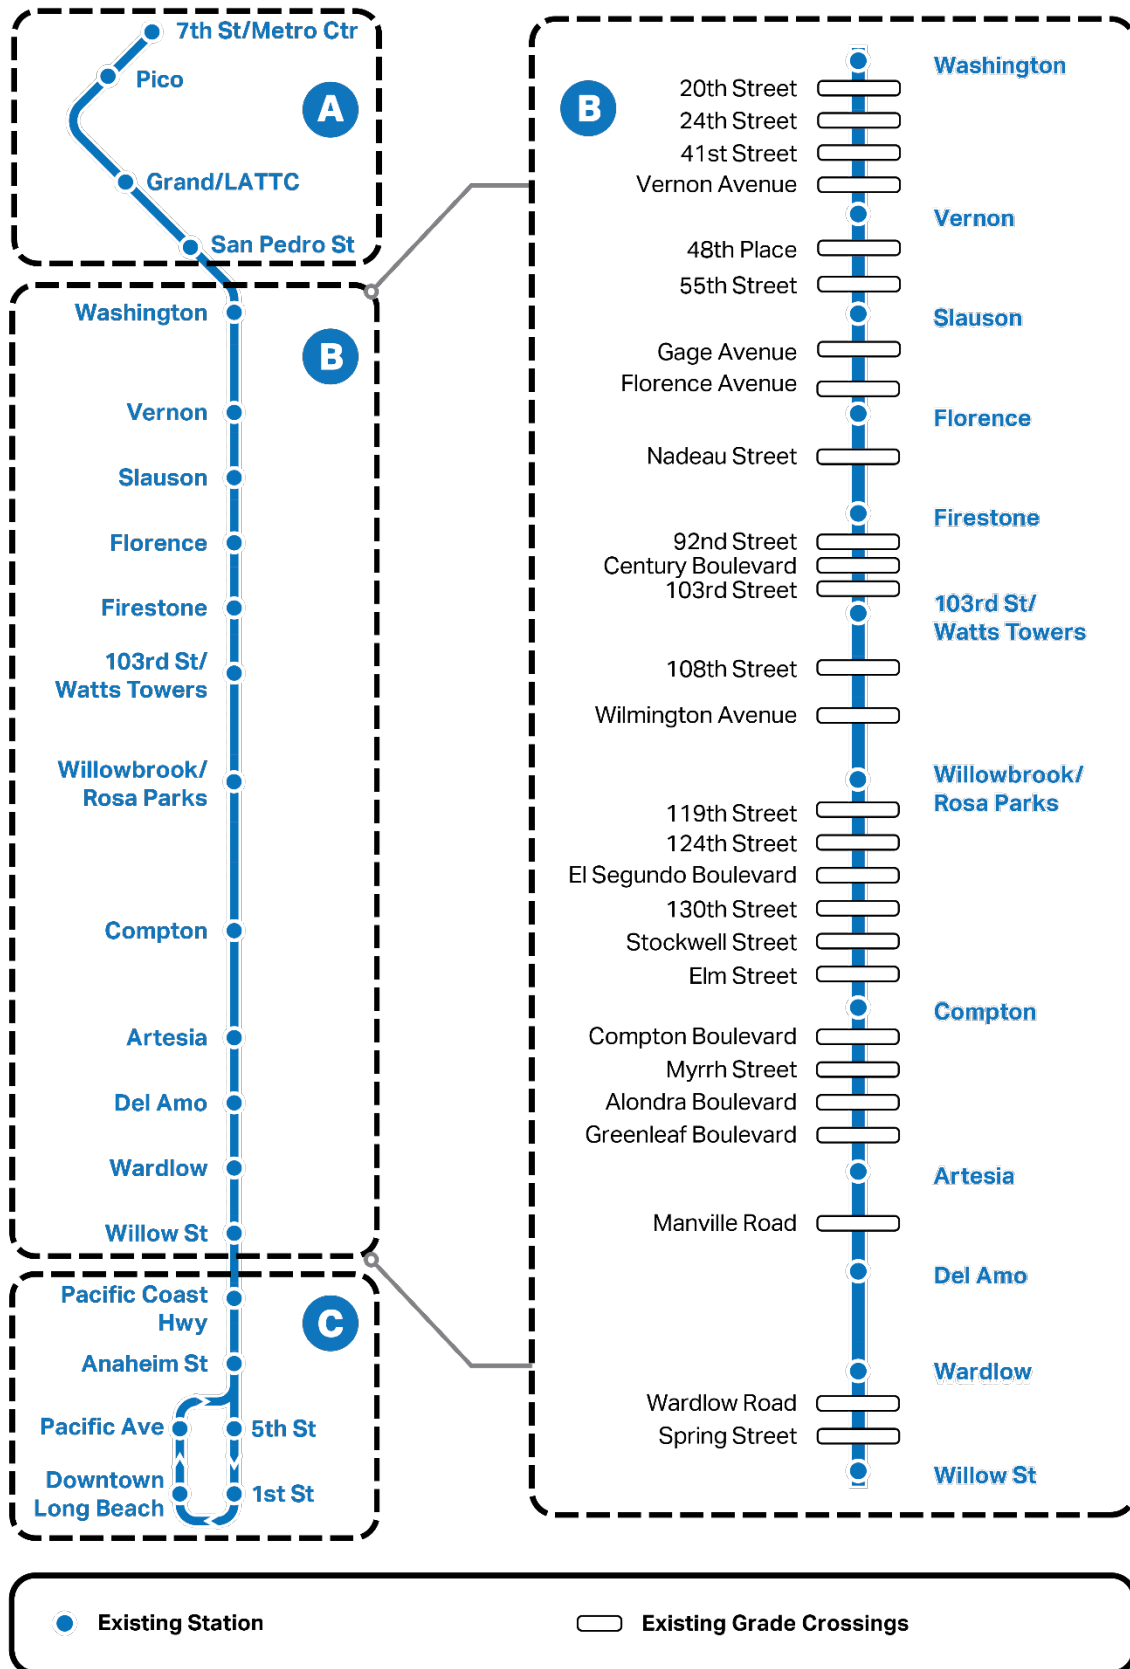 7th St/Metro Ctr
Pico
A
Grand/LATTC
San Pedro St
Washington
B
Vernon
Slauson
Florence
Firestone
103rd St/
Watts Towers
Willowbrook/
Rosa Parks
Compton
Artesia
Del Amo
Wardlow
Willow St
Pacific Coast
Hwy
C
Anaheim St
Pacific Ave
5th St
Downtown
Long Beach
1st St
B
Washington
20th Street
24th Street
41st Street
Vernon Avenue
Vernon
48th Place
55th Street
Slauson
Gage Avenue
Florence Avenue
Florence
Nadeau Street
Firestone
92nd Street
Century Boulevard
103rd Street
103rd St/
Watts Towers
108th Street
Wilmington Avenue
Willowbrook/
Rosa Parks
119th Street
124th Street
El Segundo Boulevard
130th Street
Stockwell Street
Elm Street
Compton
Compton Boulevard
Myrrh Street
Alondra Boulevard
Greenleaf Boulevard
Artesia
Manville Road
Del Amo
Wardlow
Wardlow Road
Spring Street
Willow St
Existing Station
Existing Grade Crossings